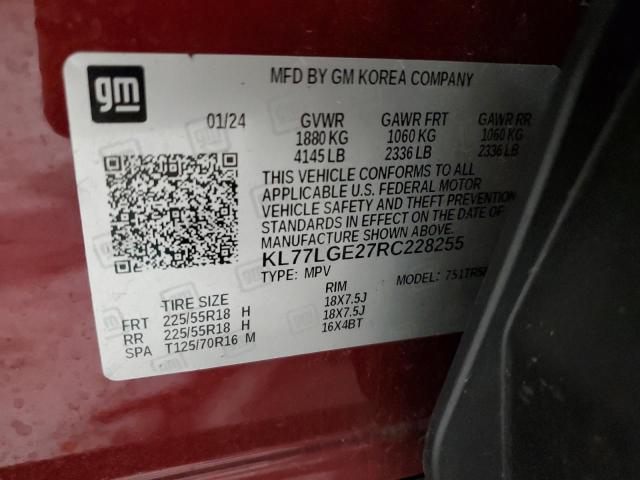 gm
MFD BY GM KOREA COMPANY
01/24 GVWR GAWR FRT GAWR RR
1880 KG 1060 KG 1060 KG
4145 LB 2336 LB 2336 LB
THIS VEHICLE CONFORMS TO ALL
APPLICABLE U.S. FEDERAL MOTOR
VEHICLE SAFETY AND THEFT PREVENTION
STANDARDS IN EFFECT ON THE DATE OF
MANUFACTURE SHOWN ABOVE.
KL77LGE27RC228255
TYPE: MPV MODEL:
TIRE SIZE RIM
FRT 225/55R18 H 18X7.5J
RR 225/55R18 H 18X7.5J
SPA T125/70R16 M 16X4BT